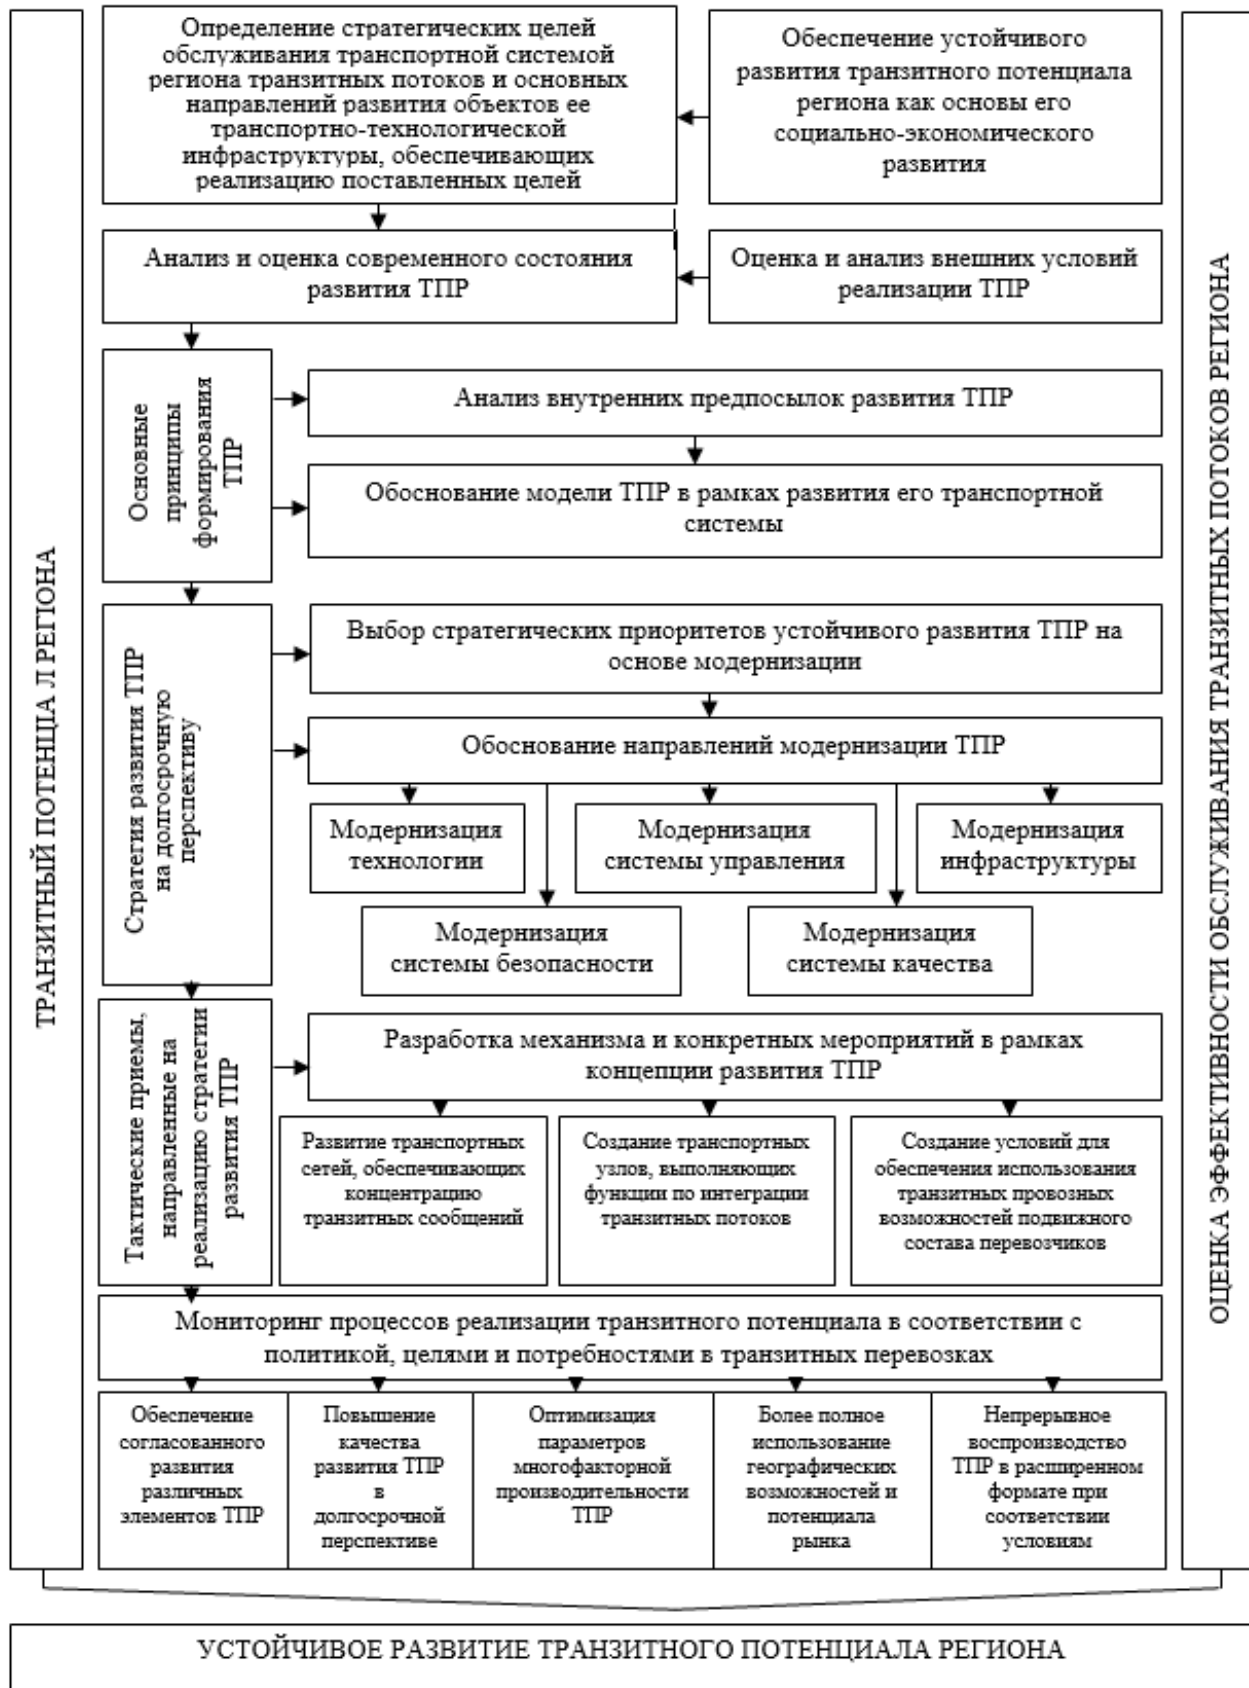 Определение стратегических целей
обслуживания транспортной системой
региона транзитных потоков и основных
направлений развития объектов ее
транспортно-технологической
инфраструктуры, обеспечивающих
реализацию поставленных целей
Обеспечение устойчивого
развития транзитного потенциала
региона как основы его
социально-экономического
развития
Анализ и оценка современного состояния
развития ТПР
Оценка и анализ внешних условий
реализации ТПР
Основные
принципы
формирования
ТПР
Анализ внутренних предпосылок развития ТПР
Обоснование модели ТПР в рамках развития его транспортной
системы
Стратегия развития ТПР
на долгосрочную
перспективу
Выбор стратегических приоритетов устойчивого развития ТПР на
основе модернизации
Обоснование направлений модернизации ТПР
Модернизация
технологии
Модернизация
системы управления
Модернизация
инфраструктуры
Модернизация
системы безопасности
Модернизация
системы качества
Тактические приемы,
направленные на
реализацию стратегии
развития ТПР
Разработка механизма и конкретных мероприятий в рамках
концепции развития ТПР
Развитие транспортных
сетей, обеспечивающих
концентрацию
транзитных сообщений
Создание транспортных
узлов, выполняющих
функции по интеграции
транзитных потоков
Создание условий для
обеспечения использования
транзитных провозных
возможностей подвижного
состава перевозчиков
Мониторинг процессов реализации транзитного потенциала в соответствии с
политикой, целями и потребностями в транзитных перевозках
Обеспечение
согласованного
развития
различных
элементов ТПР
Повышение
качества
развития ТПР
в
долгосрочной
перспективе
Оптимизация
параметров
многофакторной
производительности
ТПР
Более полное
использование
географических
возможностей и
потенциала
рынка
Непрерывное
воспроизводство
ТПР в расширенном
формате при
соответствии
условиям
ТРАНЗИТНЫЙ ПОТЕНЦІА Л РЕГІОНА
ОЦЕНКА ЭФФЕКТИВНОСТИ ОБСЛУЖИВАНИЯ ТРАНЗИТНЫХ ПОТОКОВ РЕГИОНА
УСТОЙЧИВОЕ РАЗВИТИЕ ТРАНЗИТНОГО ПОТЕНЦИАЛА РЕГИОНА